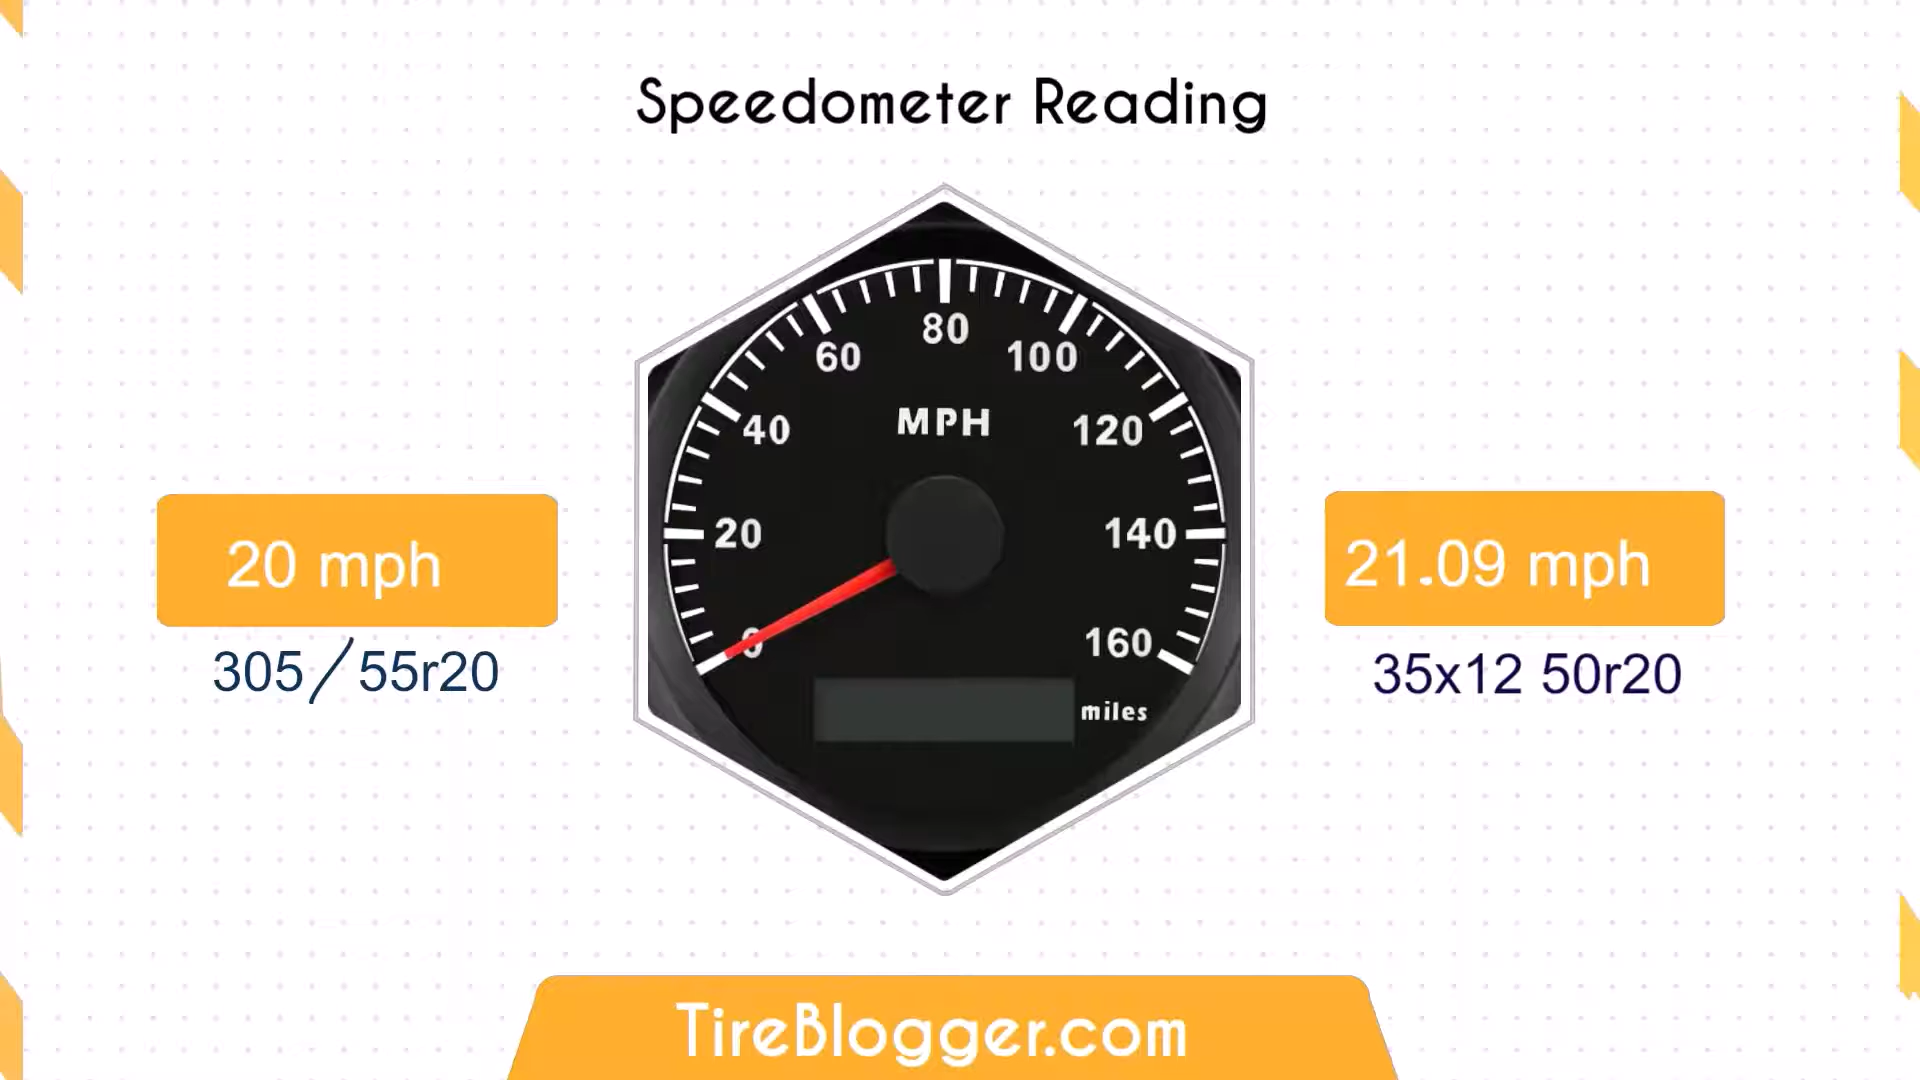 Speedometer Reading
80
60
100
MPH
40
120
20
140
20 mph
21.09 mph
0
160
305/55r20
35x12 50r20
miles
TireBlogger.com